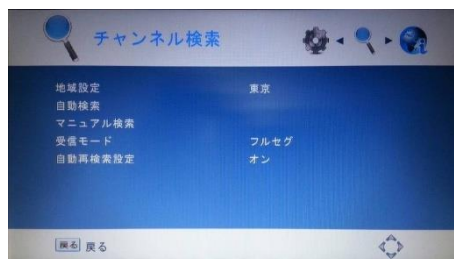 チャンネル検索
地域設定 東京
自動検索
マニュアル検索
受信モード フルセグ
自動再検索設定 オン
戻る 戻る